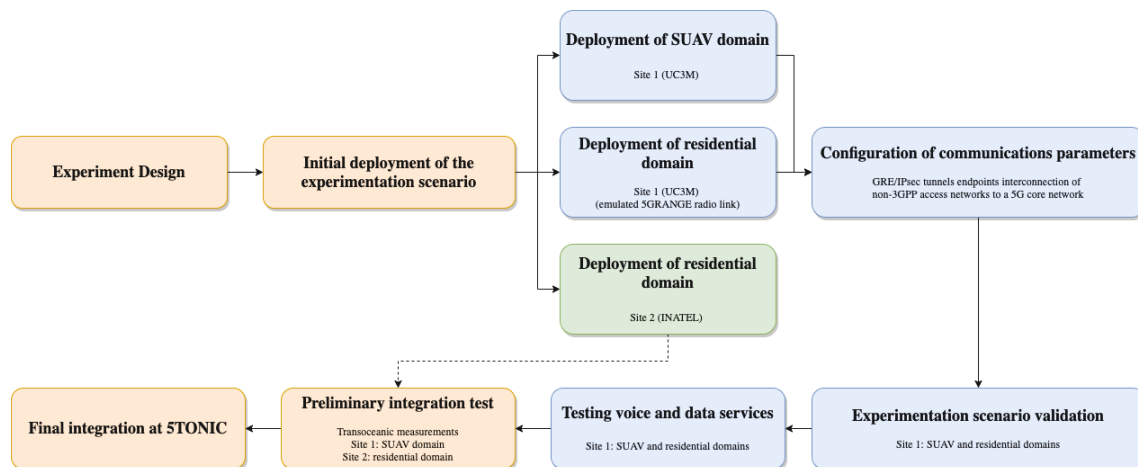 Deployment of SUAV domain
Site 1 (UC3M)
Experiment Design
Initial deployment of the
experimentation scenario
Deployment of residential
domain
Site 1 (UC3M)
(emulated 5GRANGE radio link)
Configuration of communications parameters
GRE/IPsec tunnels endpoints interconnection of
non-3GPP access networks to a 5G core network
Deployment of residential
domain
Site 2 (INATEL)
Final integration at 5TONIC
Preliminary integration test
Transoceanic measurements
Site 1: SUAV domain
Site 2: residential domain
Testing voice and data services
Site 1: SUAV and residential domains
Experimentation scenario validation
Site 1: SUAV and residential domains